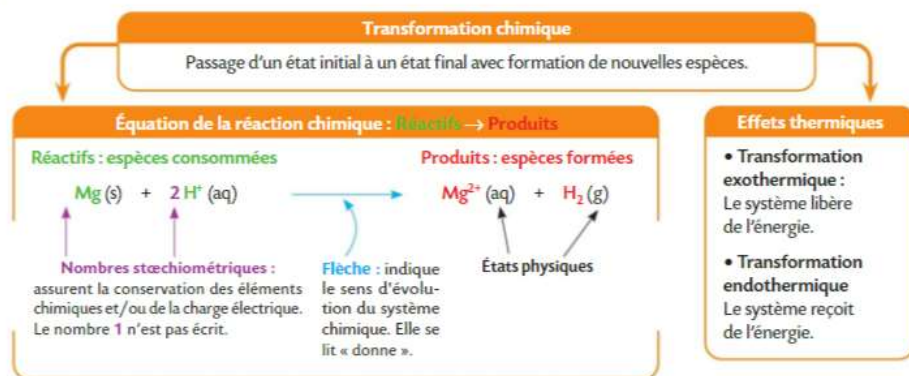 Transformation chimique
Passage d'un état initial à un état final avec formation de nouvelles espèces.
Équation de la réaction chimique : Réactifs → Produits
Réactifs : espèces consommées
Produits : espèces formées
Mg (s) + 2 H⁺ (aq) → Mg²⁺ (aq) + H₂ (g)
Nombres stœchiométriques :
assurent la conservation des éléments
chimiques et/ou de la charge électrique.
Le nombre 1 n'est pas écrit.
Flèche : indique
le sens d'évolu-
tion du système
chimique. Elle se
lit « donne ».
États physiques
Effets thermiques
• Transformation
exothermique :
Le système libère
de l'énergie.
• Transformation
endothermique
Le système reçoit
de l'énergie.